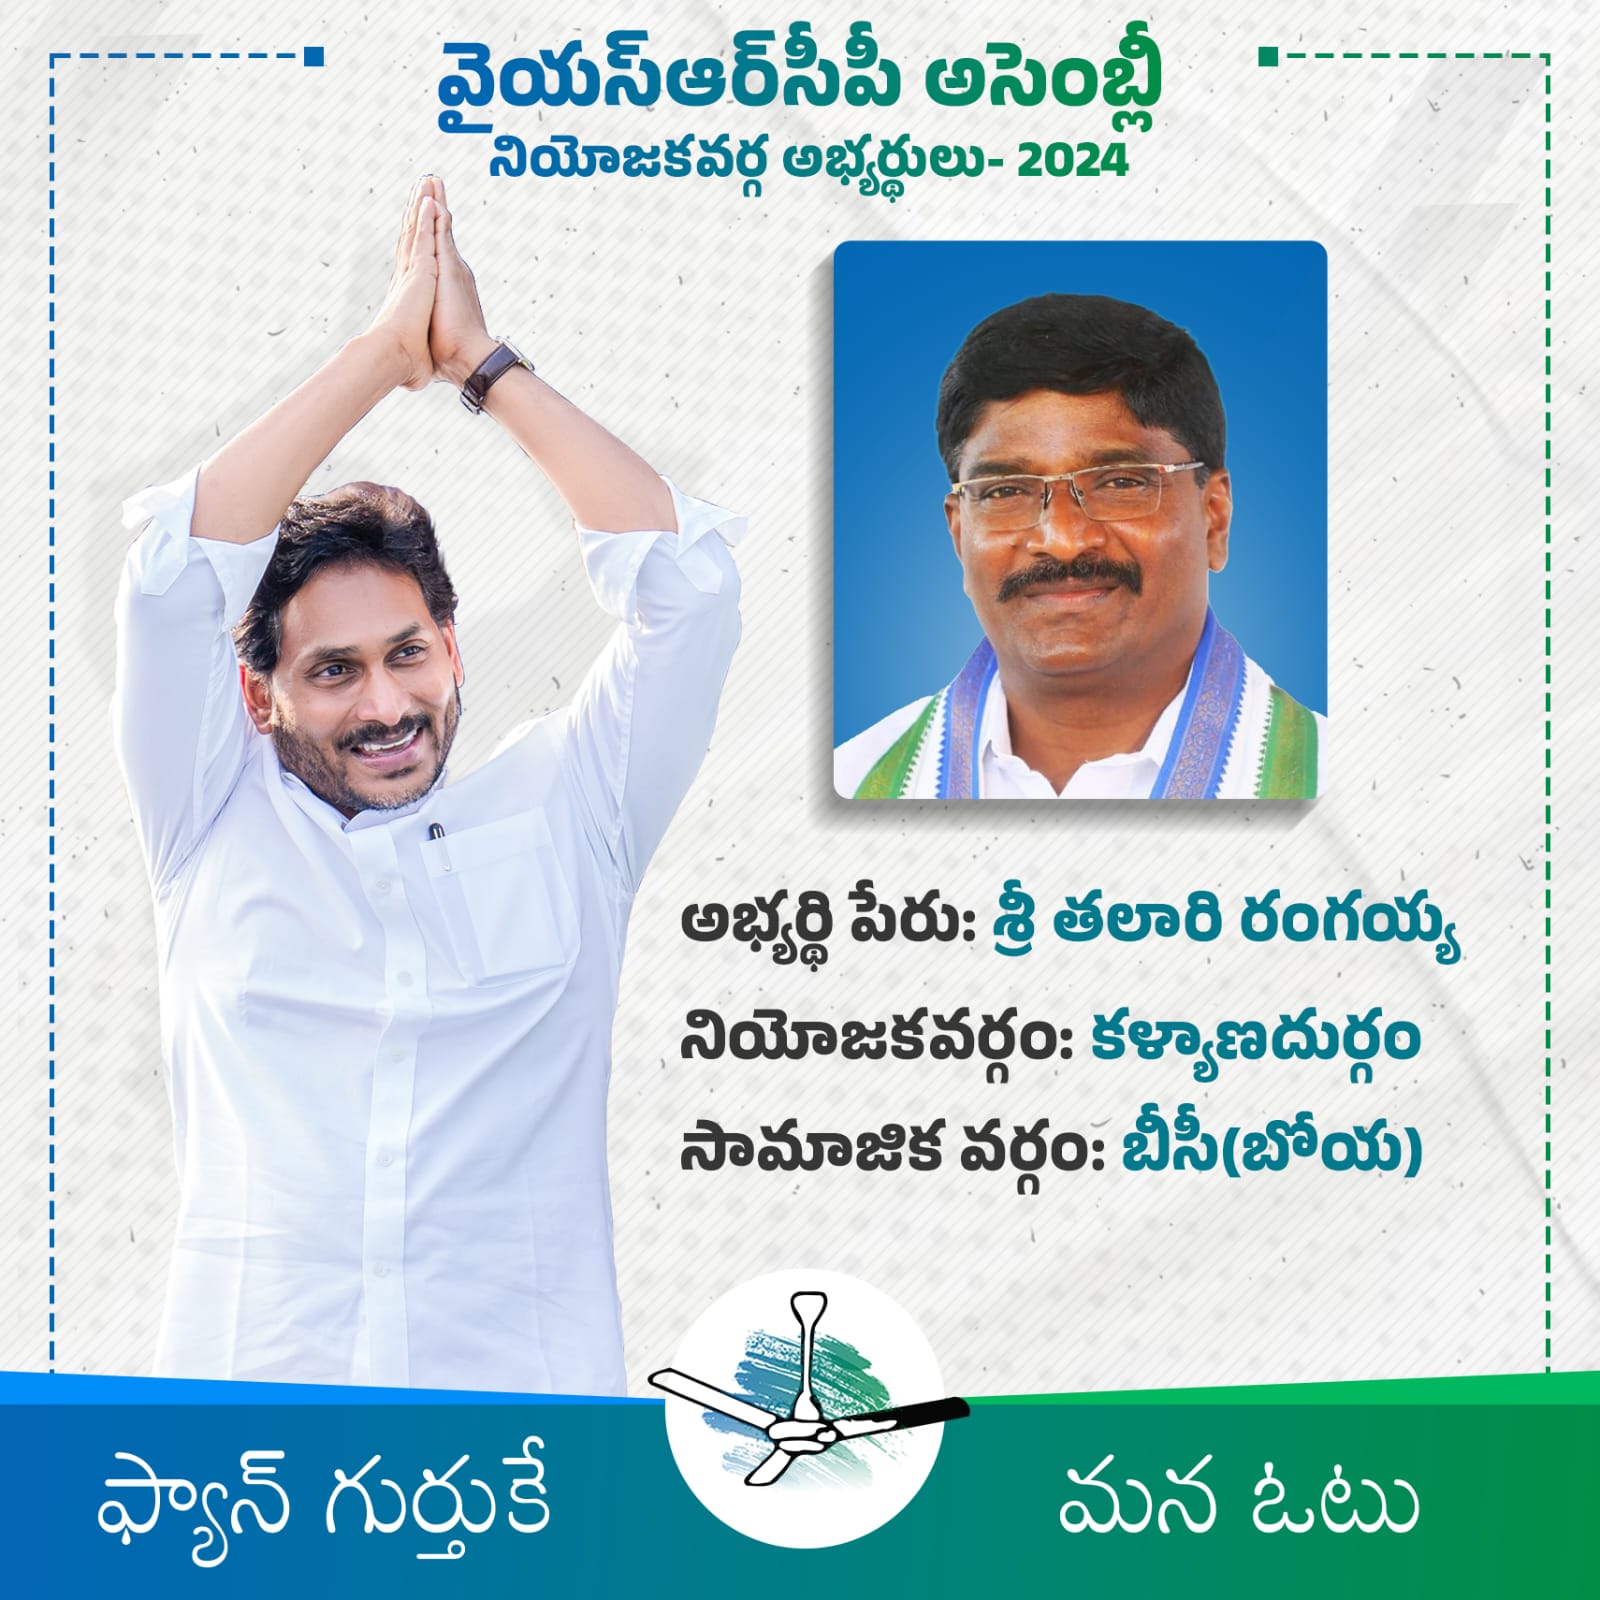 వైయస్ఆర్‌సీపీ అసెంబ్లీ
నియోజకవర్గ అభ్యర్థులు- 2024
అభ్యర్థి పేరు: శ్రీ తలారి రంగయ్య
నియోజకవర్గం: కళ్యాణదుర్గం
సామాజిక వర్గం: బీసీ(బోయ)
ఫ్యాన్ గుర్తుకే మన ఓటు